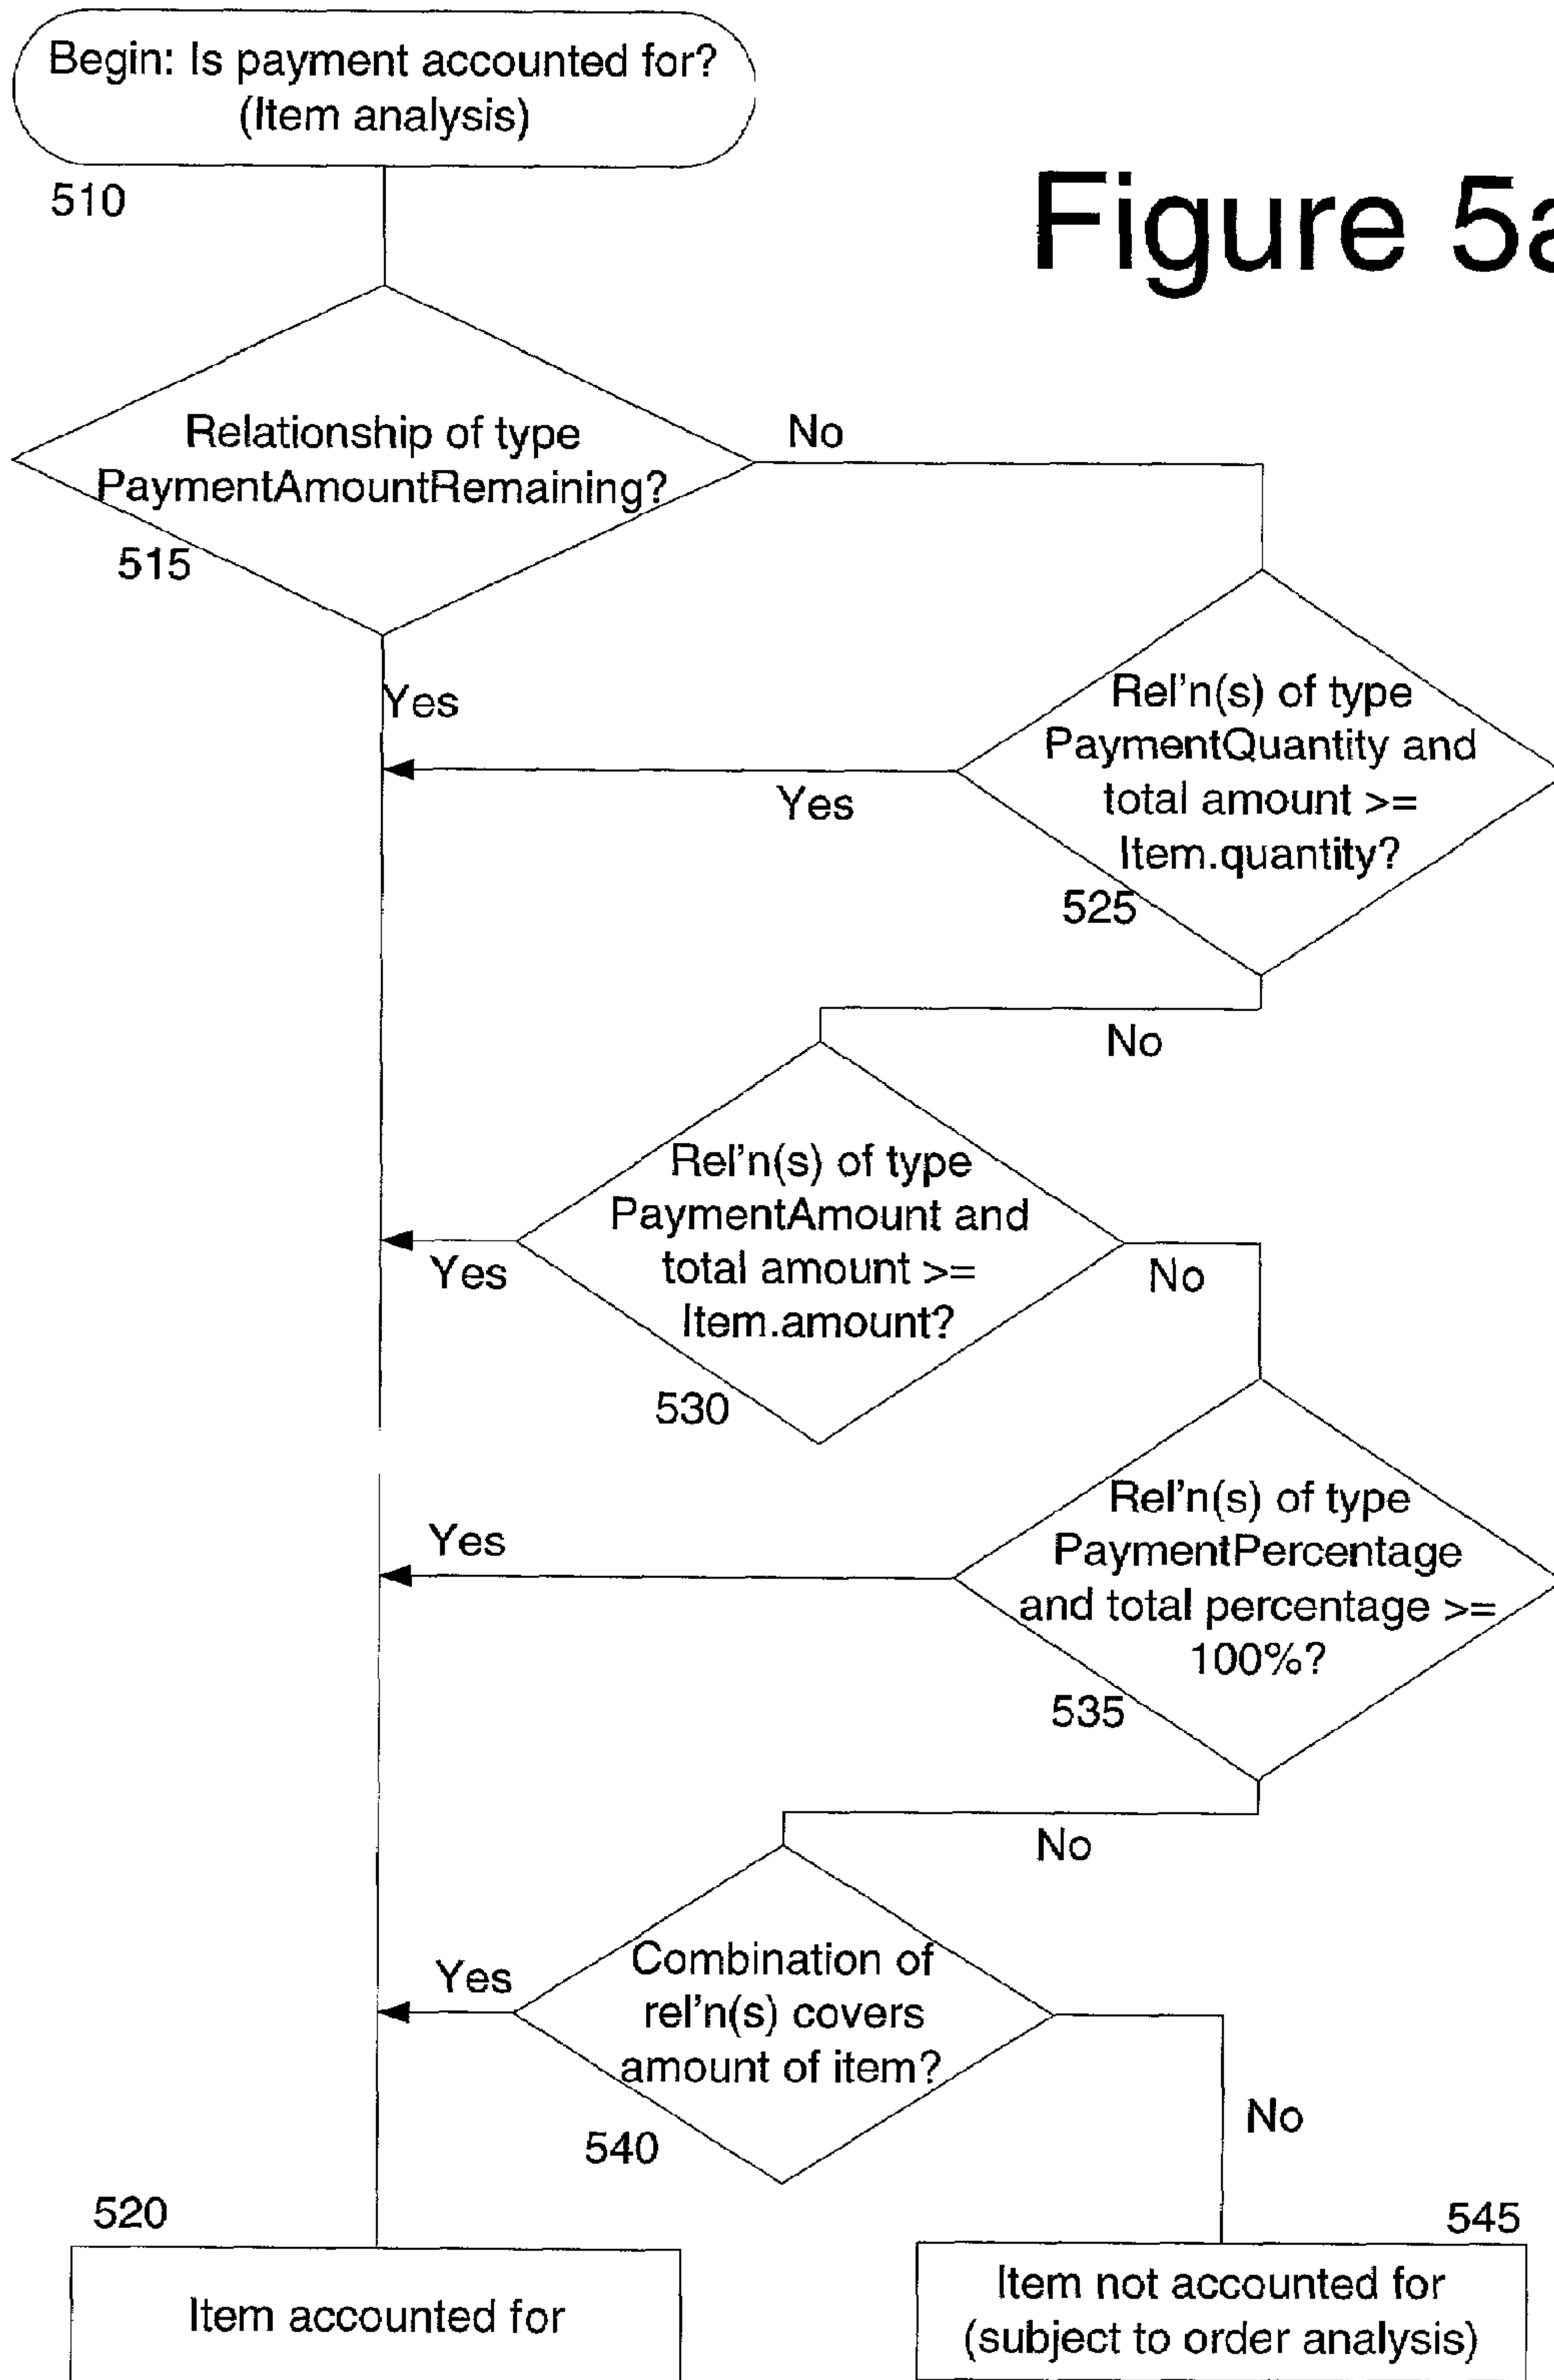 Begin: Is payment accounted for?
(Item analysis)
510
Figure 5a
Relationship of type
PaymentAmountRemaining?
515
No
Yes
Rel'n(s) of type
PaymentQuantity and
total amount >=
Item.quantity?
525
Yes
No
Rel'n(s) of type
PaymentAmount and
total amount >=
Item.amount?
530
Yes
No
Rel'n(s) of type
PaymentPercentage
and total percentage >=
100%?
535
Yes
No
Combination of
rel'n(s) covers
amount of item?
540
Yes
No
520
Item accounted for
545
Item not accounted for
(subject to order analysis)